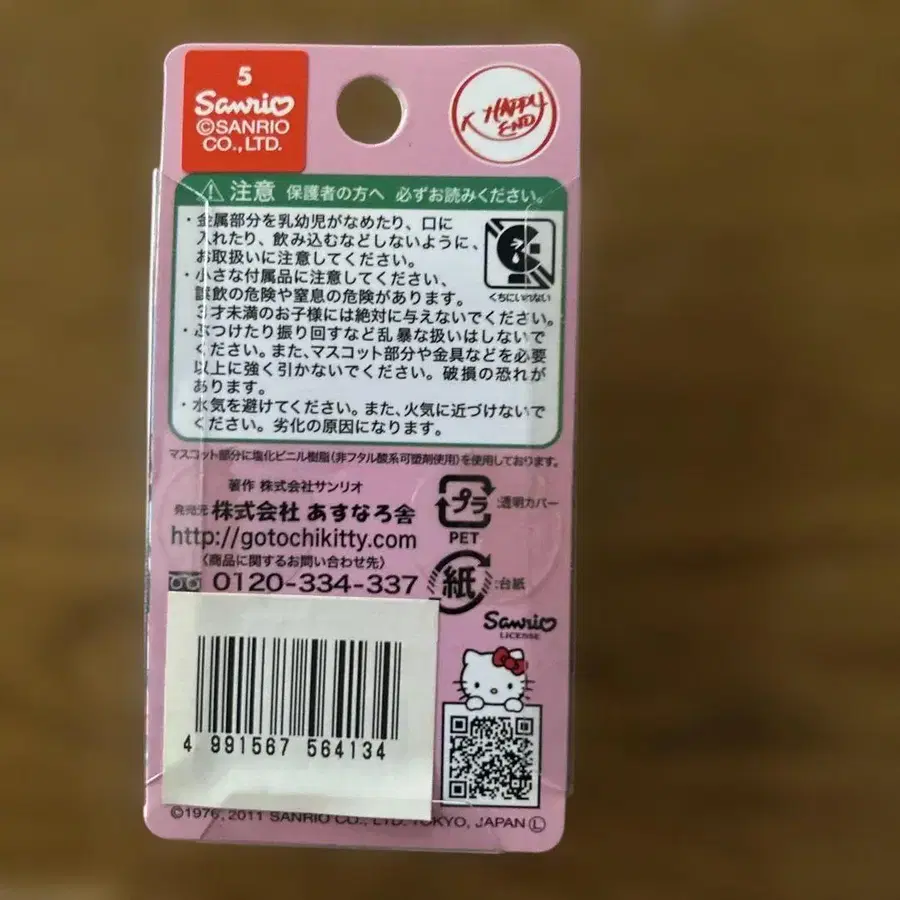 5
Sanrio
©SANRIO
CO.,LTD.
HAPPY
END
注意 保護者の方へ 必ずお読みください。
・金属部分を乳幼児がなめたり、口に
入れたり、飲み込むなどしないように、
お取扱いに注意してください。
くちにいれない
・小さな付属品に注意してください、
誤飲の危険や窒息の危険があります。
3才未満のお子様には絶対に与えないでください。
・ぶつけたり振り回すなど乱暴な扱いはしないで
ください。また、マスコット部分や金具などを必要
以上に強く引かないでください。破損の恐れが
あります。
・水気を避けてください。また、火気に近づけないで
ください。劣化の原因になります。
マスコット部分に塩化ビニル樹脂(非フタル酸系可塑剤使用)を使用しております。
著作 株式会社サンリオ
発売元 株式会社 あすなろ舎
http://gotochikitty.com
〈商品に関するお問い合わせ先〉
0120-334-337
プラ :透明カバー
PET
紙 :台紙
Sanrio
LICENSE
4 991567 564134
©1976, 2011 SANRIO CO., LTD. TOKYO, JAPAN Ⓛ